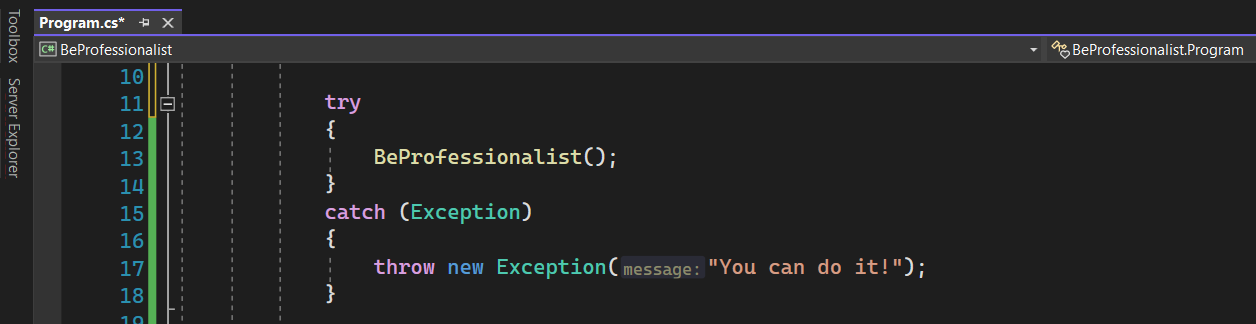 Toolbox
Server Explorer
Program.cs*
C# BeProfessionalist
BeProfessionalist.Program
10
11 try
12 {
13 BeProfessionalist();
14 }
15 catch (Exception)
16 {
17 throw new Exception(message: "You can do it!");
18 }
19